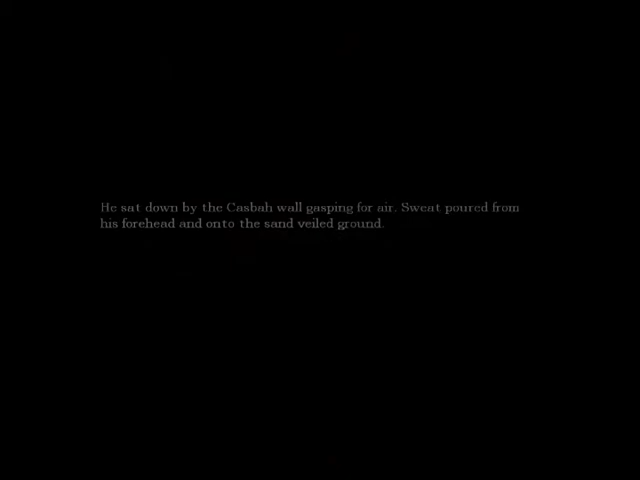 He sat down by the Casbah wall gasping for air. Sweat poured from
his forehead and onto the sand veiled ground.